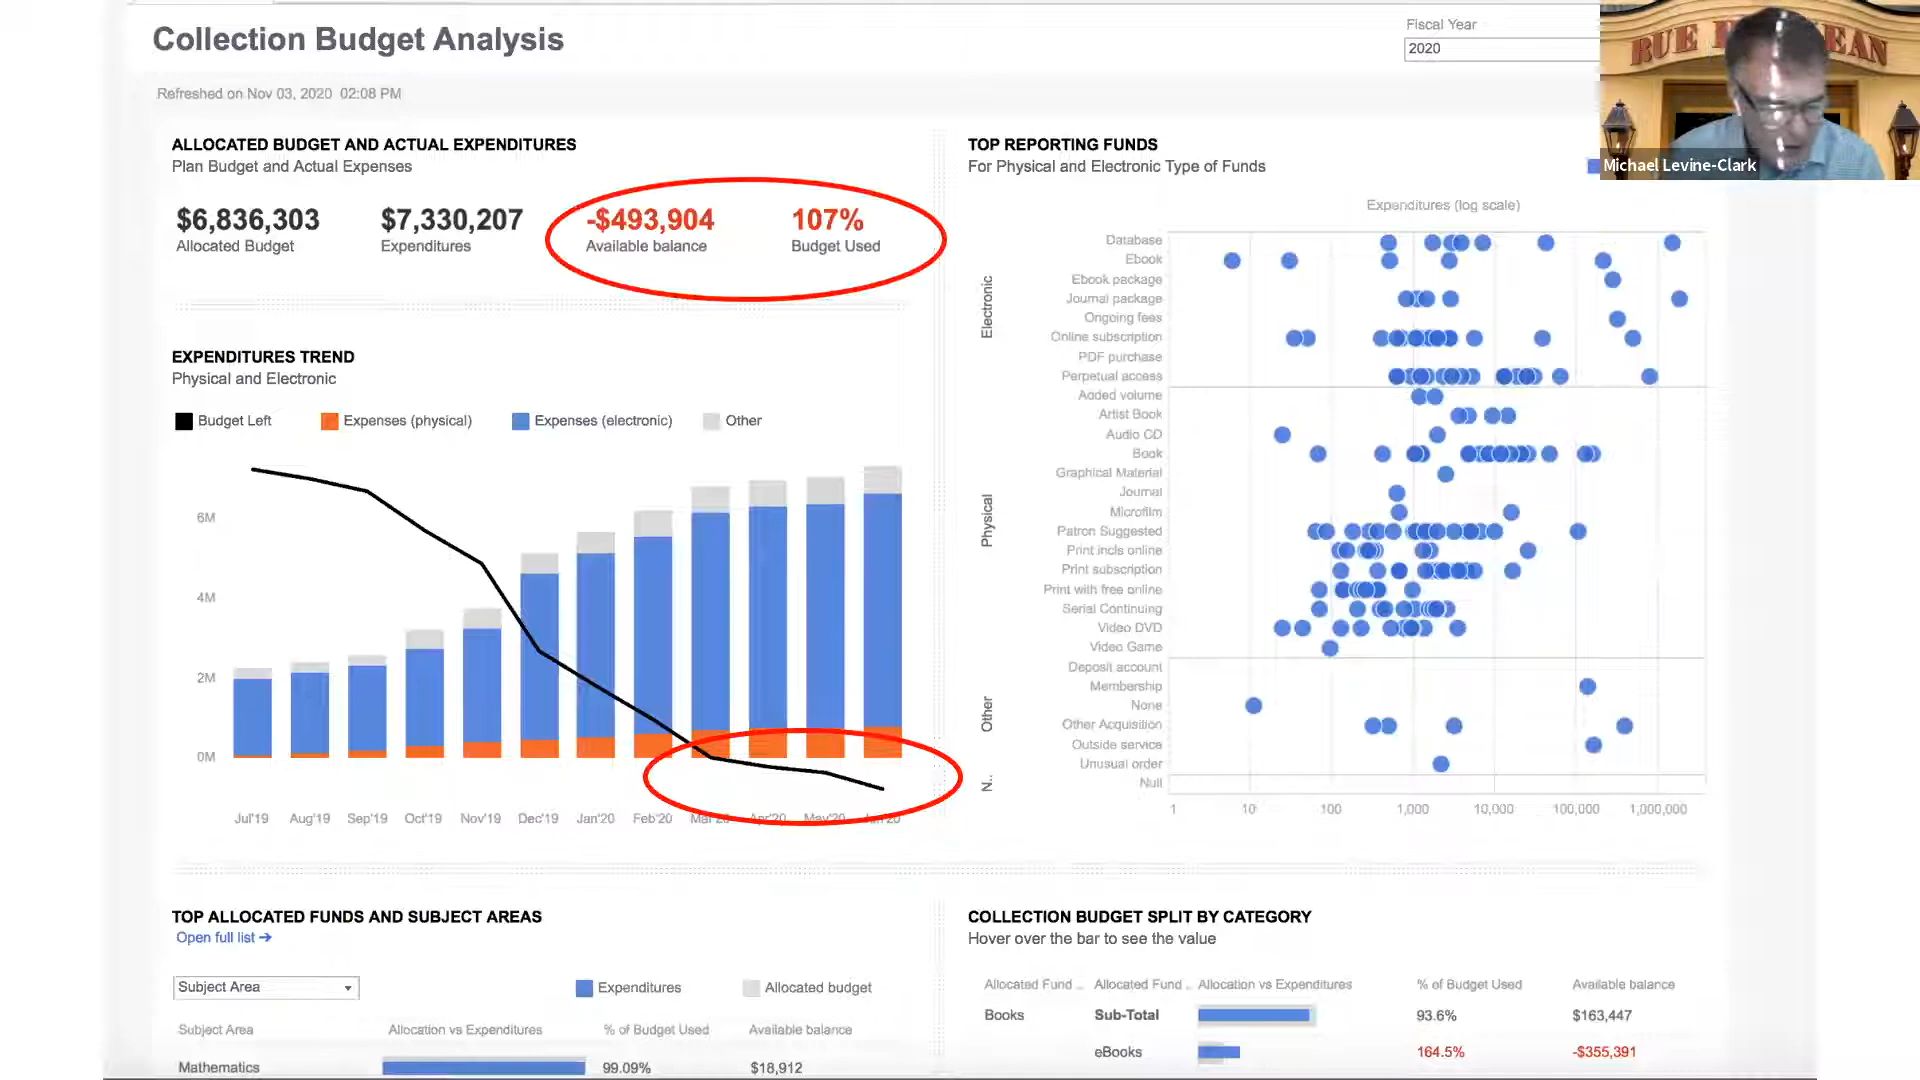 Collection Budget Analysis
Fiscal Year
2020
Refreshed on Nov 03, 2020 02:08 PM
Michael Levine-Clark
ALLOCATED BUDGET AND ACTUAL EXPENDITURES
Plan Budget and Actual Expenses
$6,836,303
Allocated Budget
$7,330,207
Expenditures
-$493,904
Available balance
107%
Budget Used
EXPENDITURES TREND
Physical and Electronic
Budget Left
Expenses (physical)
Expenses (electronic)
Other
6M
4M
2M
0M
Jul'19 Aug'19 Sep'19 Oct'19 Nov'19 Dec'19 Jan'20 Feb'20 Mar'20 Apr'20 May'20 Jun'20
TOP REPORTING FUNDS
For Physical and Electronic Type of Funds
Expenditures (log scale)
Electronic
Database
Ebook
Ebook package
Journal package
Ongoing fees
Online subscription
PDF purchase
Perpetual access
Physical
Added volume
Artist Book
Audio CD
Book
Graphical Material
Journal
Microfilm
Patron Suggested
Print incls online
Print subscription
Print with free online
Serial Continuing
Video DVD
Video Game
Other
Deposit account
Membership
None
Other Acquisition
Outside service
Unusual order
N..
Null
1 10 100 1,000 10,000 100,000 1,000,000
TOP ALLOCATED FUNDS AND SUBJECT AREAS
Open full list →
Subject Area
Expenditures
Allocated budget
Subject Area Allocation vs Expenditures % of Budget Used Available balance
Mathematics 99.09% $18,912
COLLECTION BUDGET SPLIT BY CATEGORY
Hover over the bar to see the value
Allocated Fund .. Allocated Fund .. Allocation vs Expenditures % of Budget Used Available balance
Books Sub-Total 93.6% $163,447
eBooks 164.5% -$355,391